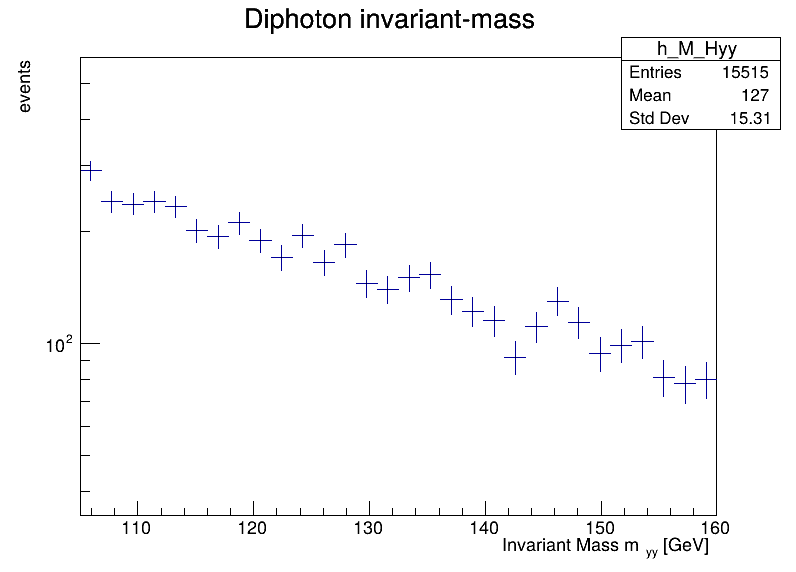 Diphoton invariant-mass
h_M_Hyy
Entries 15515
Mean 127
Std Dev 15.31
events
10²
110 120 130 140 150 160
Invariant Mass m yy [GeV]